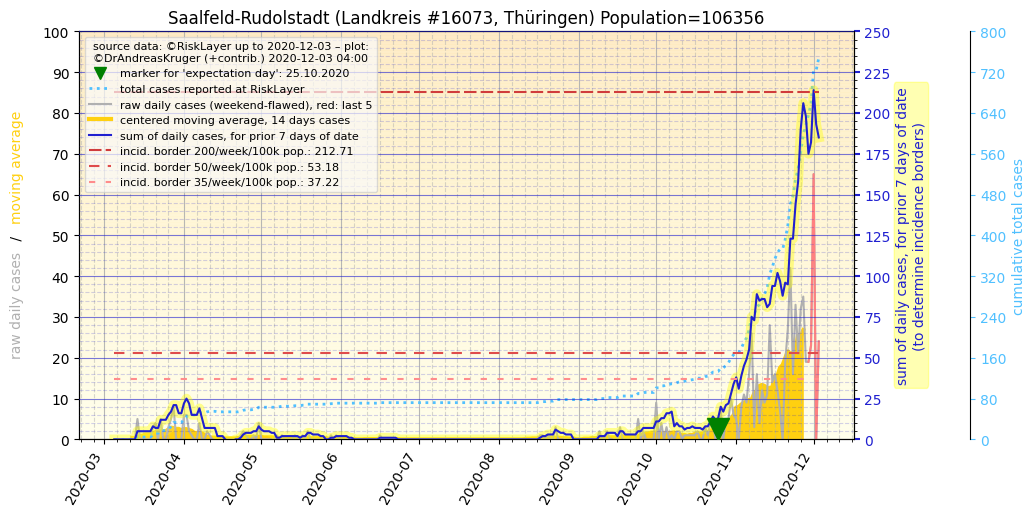 Saalfeld-Rudolstadt (Landkreis #16073, Thüringen) Population=106356
source data: ©RiskLayer up to 2020-12-03 – plot:
©DrAndreasKruger (+contrib.) 2020-12-03 04:00
marker for 'expectation day': 25.10.2020
total cases reported at RiskLayer
raw daily cases (weekend-flawed), red: last 5
centered moving average, 14 days cases
sum of daily cases, for prior 7 days of date
incid. border 200/week/100k pop.: 212.71
incid. border 50/week/100k pop.: 53.18
incid. border 35/week/100k pop.: 37.22
raw daily cases / moving average
100
90
80
70
60
50
40
30
20
10
0
2020-03
2020-04
2020-05
2020-06
2020-07
2020-08
2020-09
2020-10
2020-11
2020-12
250
225
200
175
150
125
100
75
50
25
0
sum of daily cases, for prior 7 days of date
(to determine incidence borders)
800
720
640
560
480
400
320
240
160
80
0
cumulative total cases